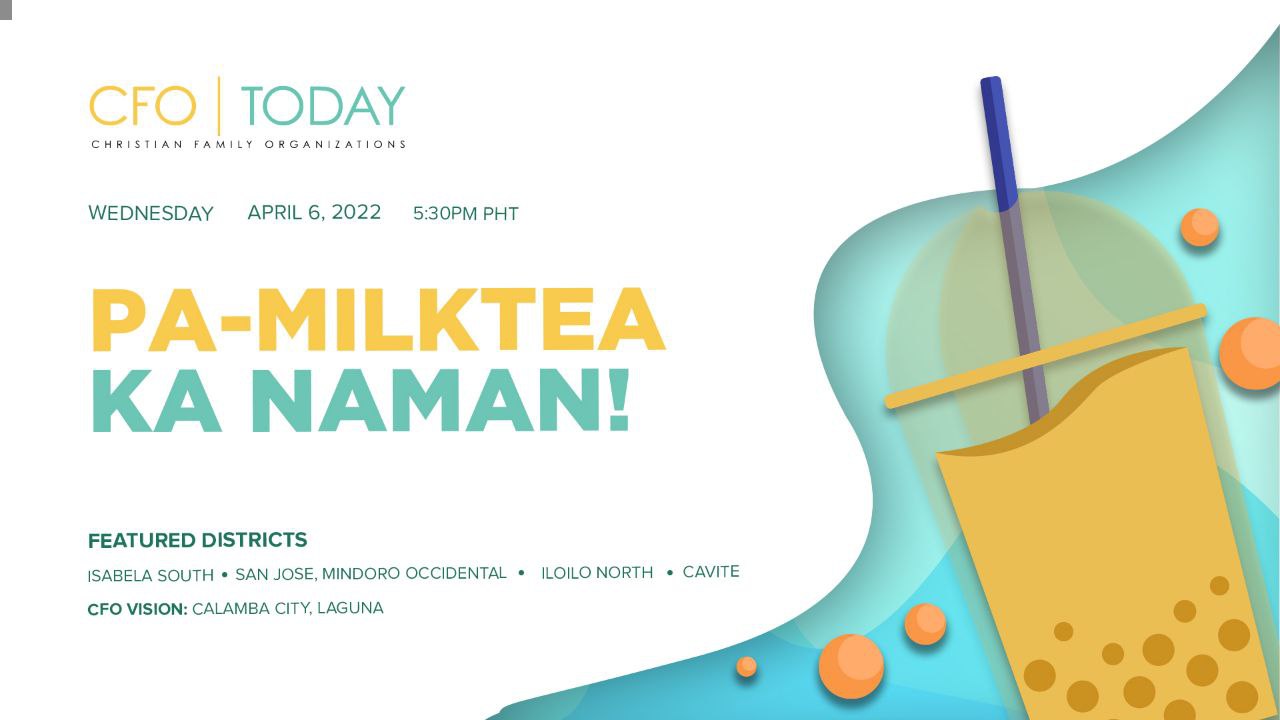 CFO | TODAY
CHRISTIAN FAMILY ORGANIZATIONS
WEDNESDAY APRIL 6, 2022 5:30PM PHT
PA-MILKTEA
KA NAMAN!
FEATURED DISTRICTS
ISABELA SOUTH • SAN JOSE, MINDORO OCCIDENTAL • ILOILO NORTH • CAVITE
CFO VISION: CALAMBA CITY, LAGUNA